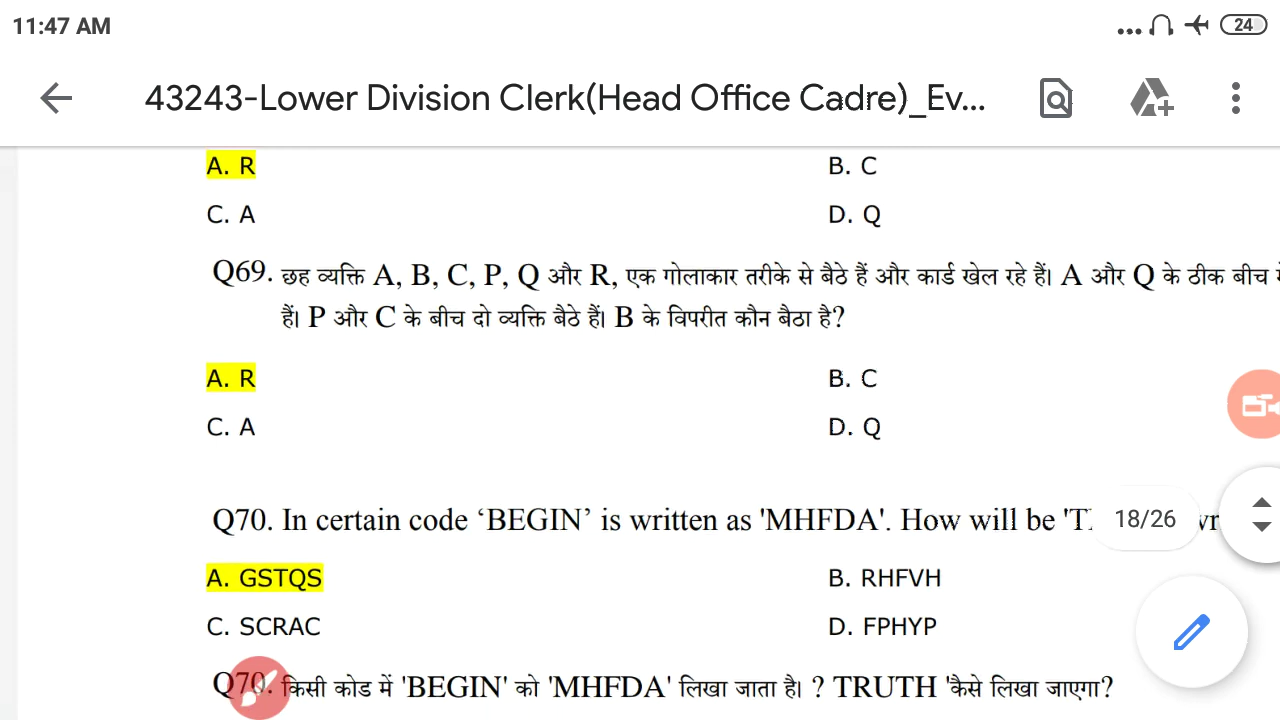 11:47 AM
24
43243-Lower Division Clerk(Head Office Cadre)_Ev...
A. R
B. C
C. A
D. Q
Q69. छह व्यक्ति A, B, C, P, Q और R, एक गोलाकार तरीके से बैठे हैं और कार्ड खेल रहे हैं। A और Q के ठीक बीच
हैं। P और C के बीच दो व्यक्ति बैठे हैं। B के विपरीत कौन बैठा है?
A. R
B. C
C. A
D. Q
Q70. In certain code ‘BEGIN’ is written as 'MHFDA'. How will be
18/26
A. GSTQS
B. RHFVH
C. SCRAC
D. FPHYP
Q70. किसी कोड में 'BEGIN' को 'MHFDA' लिखा जाता है। ? TRUTH 'कैसे लिखा जाएगा?